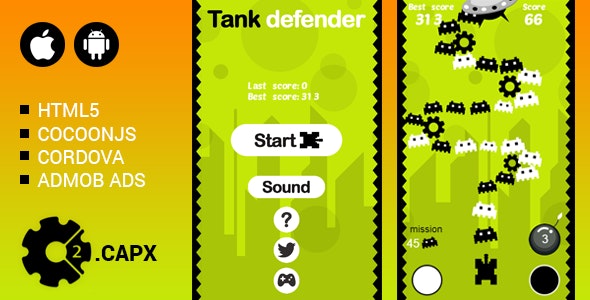 HTML5
COCOONJS
CORDOVA
ADMOB ADS
2
.CAPX
Tank defender
Last score:0
Best score:313
Start
Sound
?
Best score
313
Score
66
mission
45
3